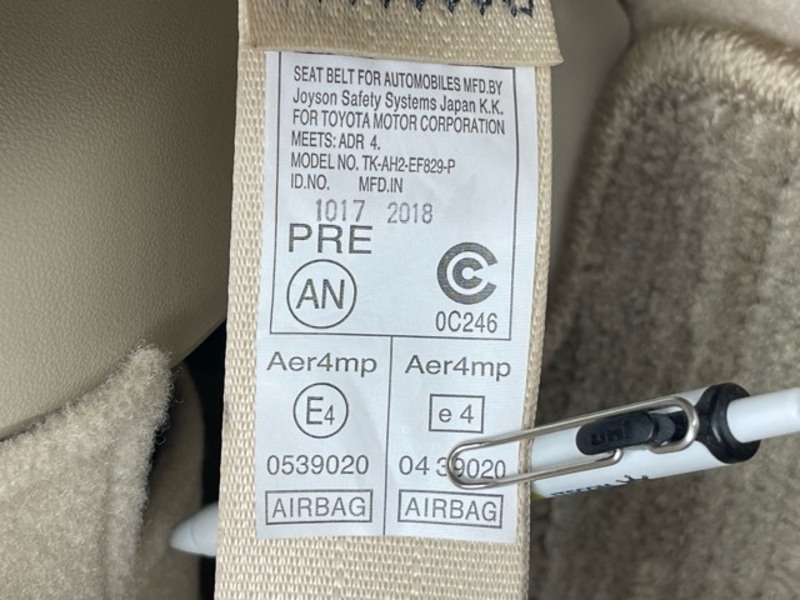 SEAT BELT FOR AUTOMOBILES MFD.BY
Joyson Safety Systems Japan K.K.
FOR TOYOTA MOTOR CORPORATION
MEETS: ADR 4.
MODEL NO. TK-AH2-EF829-P
ID.NO. MFD.IN
1017 2018
PRE
AN
0C246
Aer4mp
E4
0539020
AIRBAG
Aer4mp
e 4
04 39020
AIRBAG
uni